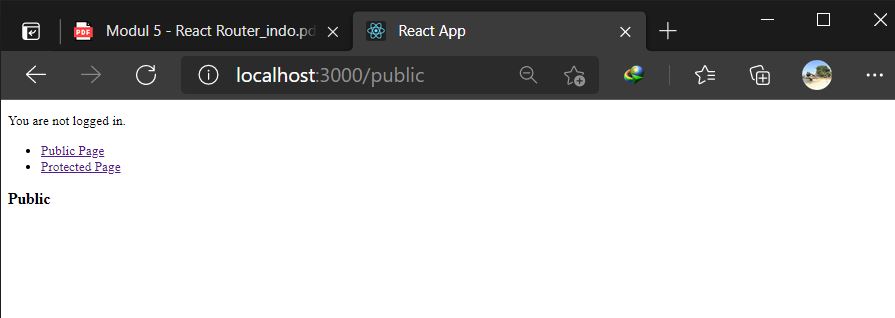 PDF
Modul 5 - React Router_indo.pd
React App
localhost:3000/public
You are not logged in.
Public Page
Protected Page
Public